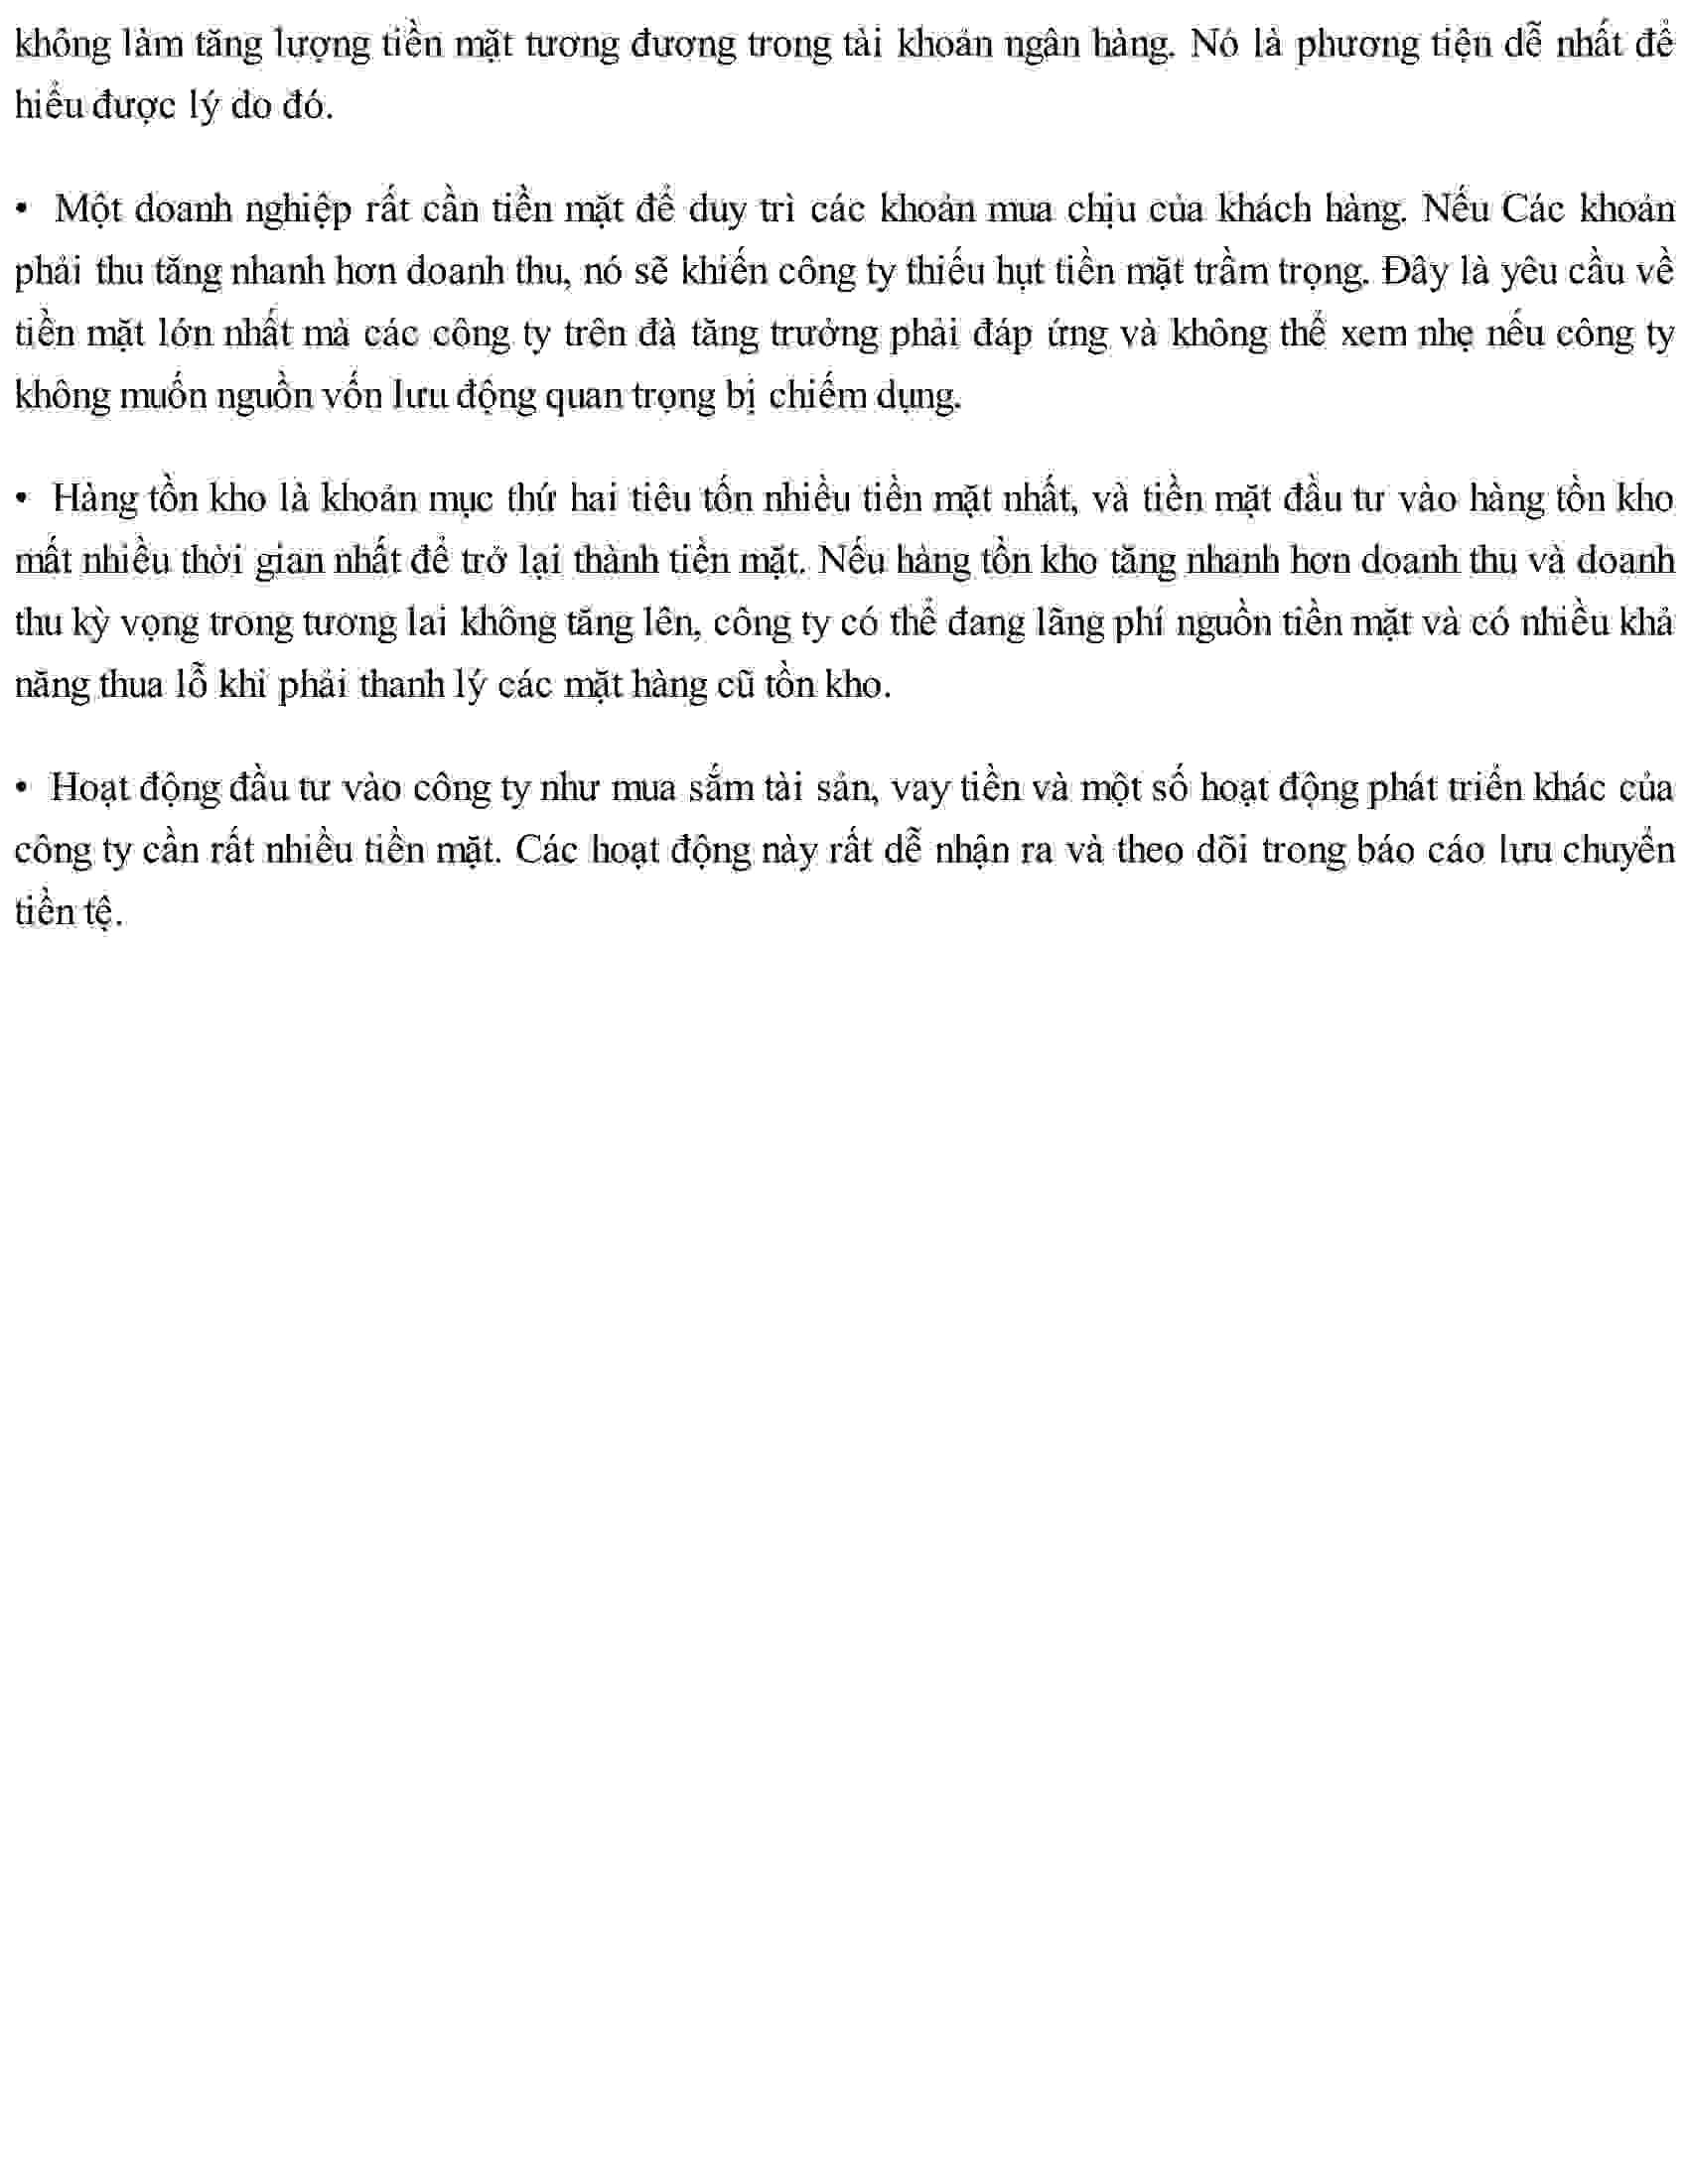 không làm tăng lượng tiền mặt tương đương trong tài khoản ngân hàng. Nó là phương tiện dễ nhất để
hiểu được lý do đó.
• Một doanh nghiệp rất cần tiền mặt để duy trì các khoản mua chịu của khách hàng. Nếu Các khoản
phải thu tăng nhanh hơn doanh thu, nó sẽ khiến công ty thiếu hụt tiền mặt trầm trọng. Đây là yêu cầu về
tiền mặt lớn nhất mà các công ty trên đà tăng trưởng phải đáp ứng và không thể xem nhẹ nếu công ty
không muốn nguồn vốn lưu động quan trọng bị chiếm dụng.
• Hàng tồn kho là khoản mục thứ hai tiêu tốn nhiều tiền mặt nhất, và tiền mặt đầu tư vào hàng tồn kho
mất nhiều thời gian nhất để trở lại thành tiền mặt. Nếu hàng tồn kho tăng nhanh hơn doanh thu và doanh
thu kỳ vọng trong tương lai không tăng lên, công ty có thể đang lãng phí nguồn tiền mặt và có nhiều khả
năng thua lỗ khi phải thanh lý các mặt hàng cũ tồn kho.
• Hoạt động đầu tư vào công ty như mua sắm tài sản, vay tiền và một số hoạt động phát triển khác của
công ty cần rất nhiều tiền mặt. Các hoạt động này rất dễ nhận ra và theo dõi trong báo cáo lưu chuyển
tiền tệ.